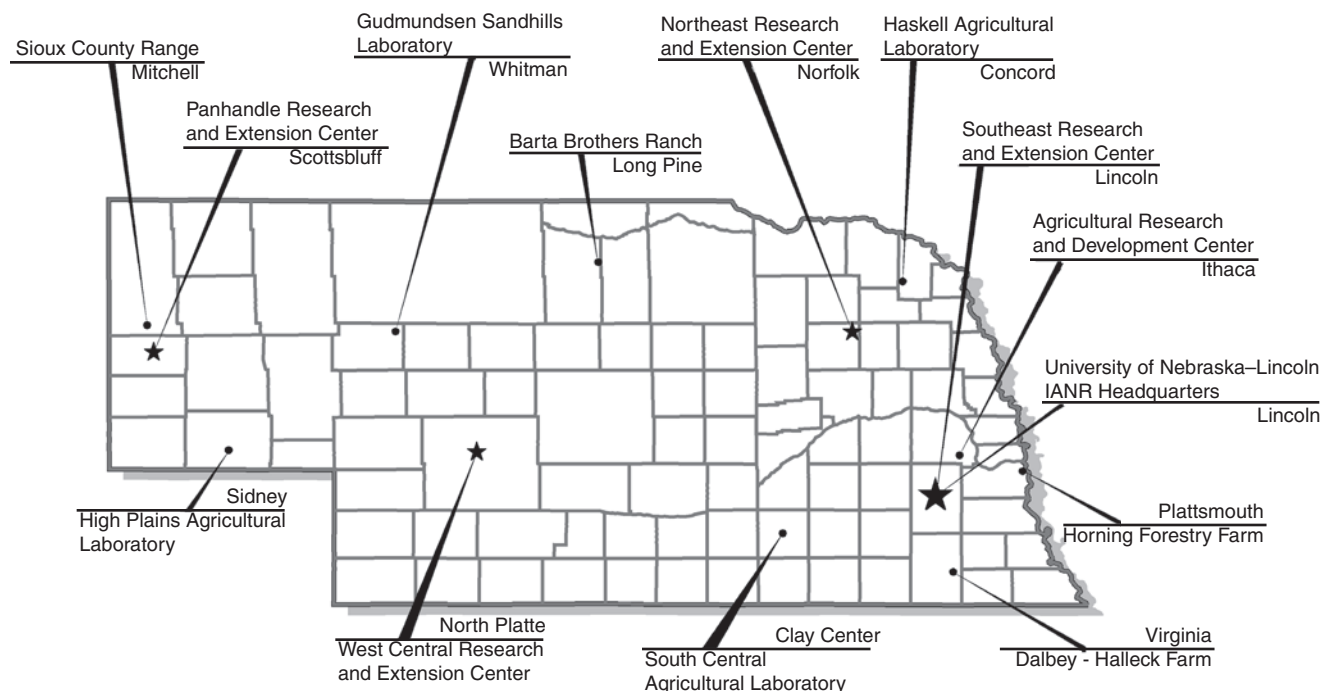 Gudmundsen Sandhills
Laboratory
Whitman
Northeast Research
and Extension Center
Norfolk
Haskell Agricultural
Laboratory
Concord
Sioux County Range
Mitchell
Panhandle Research
and Extension Center
Scottsbluff
Barta Brothers Ranch
Long Pine
Southeast Research
and Extension Center
Lincoln
Agricultural Research
and Development Center
Ithaca
University of Nebraska–Lincoln
IANR Headquarters
Lincoln
Sidney
High Plains Agricultural
Laboratory
Plattsmouth
Horning Forestry Farm
North Platte
West Central Research
and Extension Center
Clay Center
South Central
Agricultural Laboratory
Virginia
Dalbey - Halleck Farm